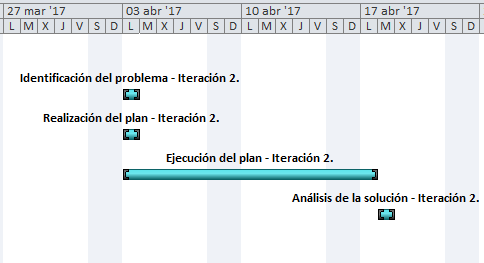 27 mar '17 03 abr '17 10 abr '17 17 abr '17
L M X J V S D L M X J V S D L M X J V S D L M X J V S D
Identificación del problema - Iteración 2.
Realización del plan - Iteración 2.
Ejecución del plan - Iteración 2.
Análisis de la solución - Iteración 2.